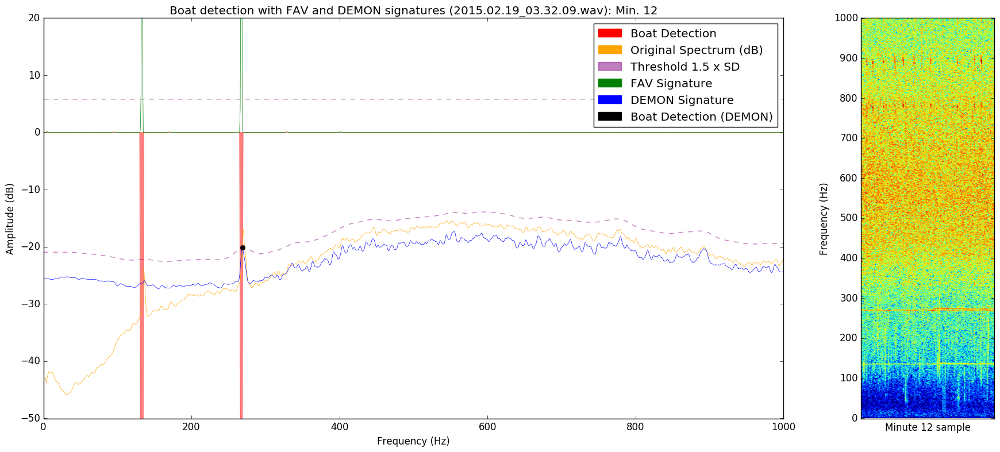 Boat detection with FAV and DEMON signatures (2015.02.19_03.32.09.wav): Min. 12
Boat Detection
Original Spectrum (dB)
Threshold 1.5 x SD
FAV Signature
DEMON Signature
Boat Detection (DEMON)
Amplitude (dB)
20
10
0
−10
−20
−30
−40
−50
0
200
400
600
800
1000
Frequency (Hz)
Frequency (Hz)
1000
900
800
700
600
500
400
300
200
100
0
Minute 12 sample